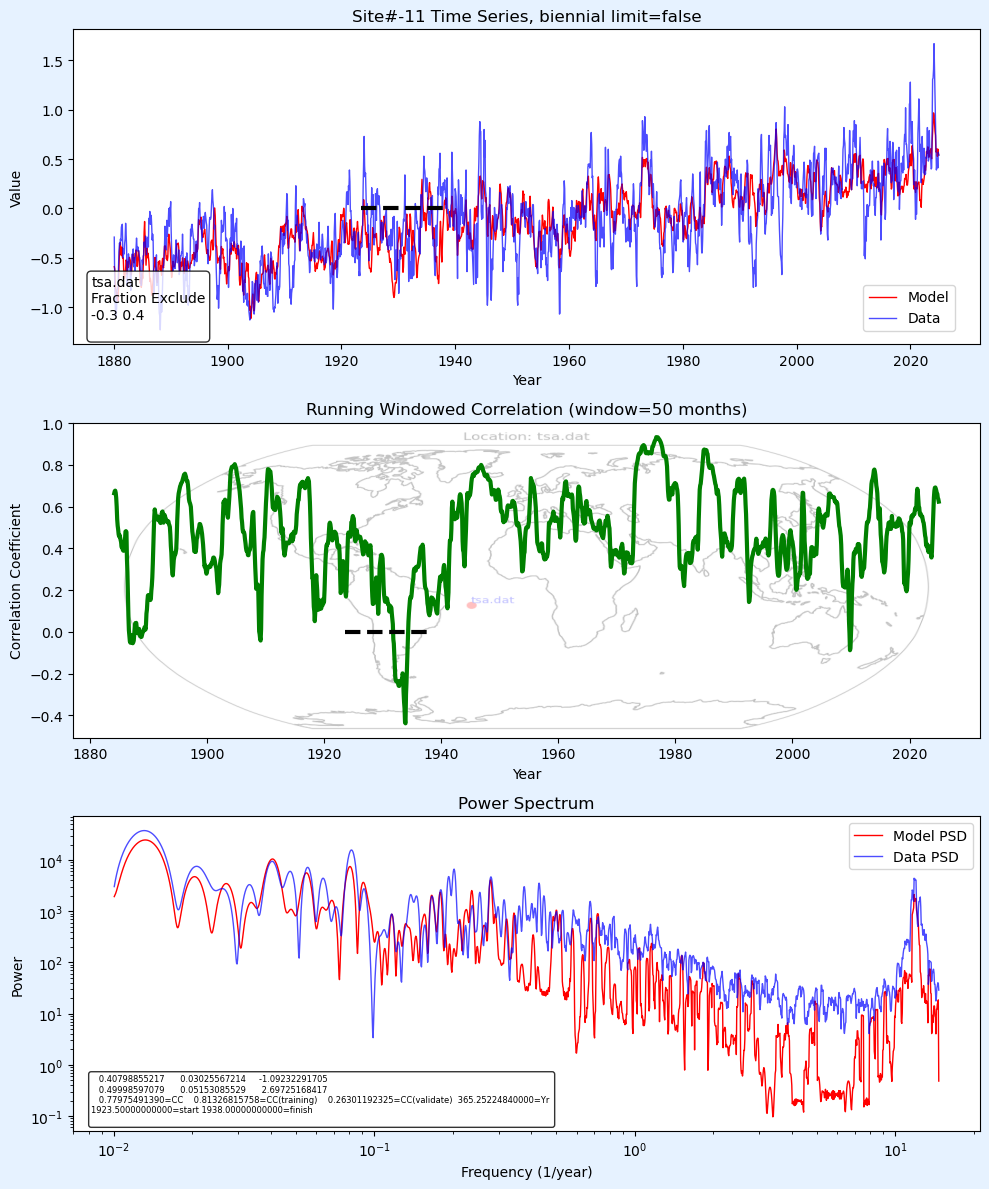 Site#-11 Time Series, biennial limit=false
Value
1.5
1.0
0.5
0.0
−0.5
−1.0
tsa.dat
Fraction Exclude
-0.3 0.4
Model
Data
1880 1900 1920 1940 1960 1980 2000 2020
Year
Running Windowed Correlation (window=50 months)
Correlation Coefficient
1.0
0.8
0.6
0.4
0.2
0.0
−0.2
−0.4
Location: tsa.dat
tsa.dat
1880 1900 1920 1940 1960 1980 2000 2020
Year
Power Spectrum
Power
10⁴
10³
10²
10¹
10⁰
10⁻¹
Model PSD
Data PSD
0.40798855217 0.03025567214 -1.09232291705
0.49998597079 0.05153085529 2.69725168417
0.77975491390=CC 0.81326815758=CC(training) 0.26301192325=CC(validate) 365.25224840000=Yr
1923.50000000000=start 1938.00000000000=finish
10⁻² 10⁻¹ 10⁰ 10¹
Frequency (1/year)